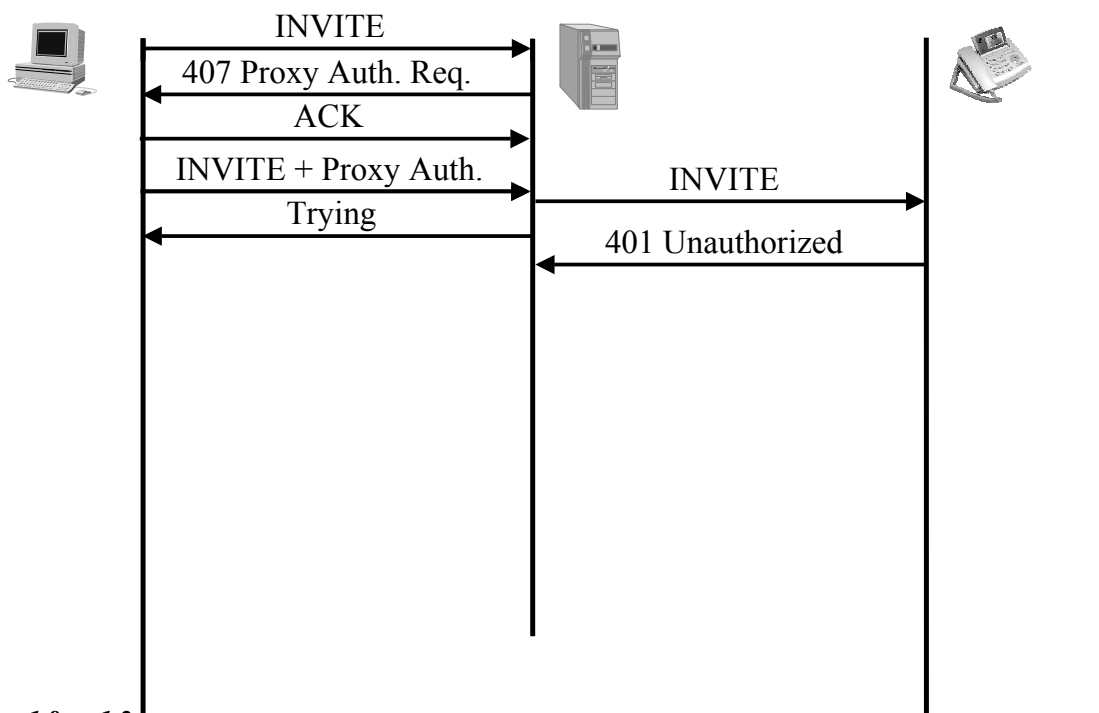 INVITE
407 Proxy Auth. Req.
ACK
INVITE + Proxy Auth.
INVITE
Trying
401 Unauthorized